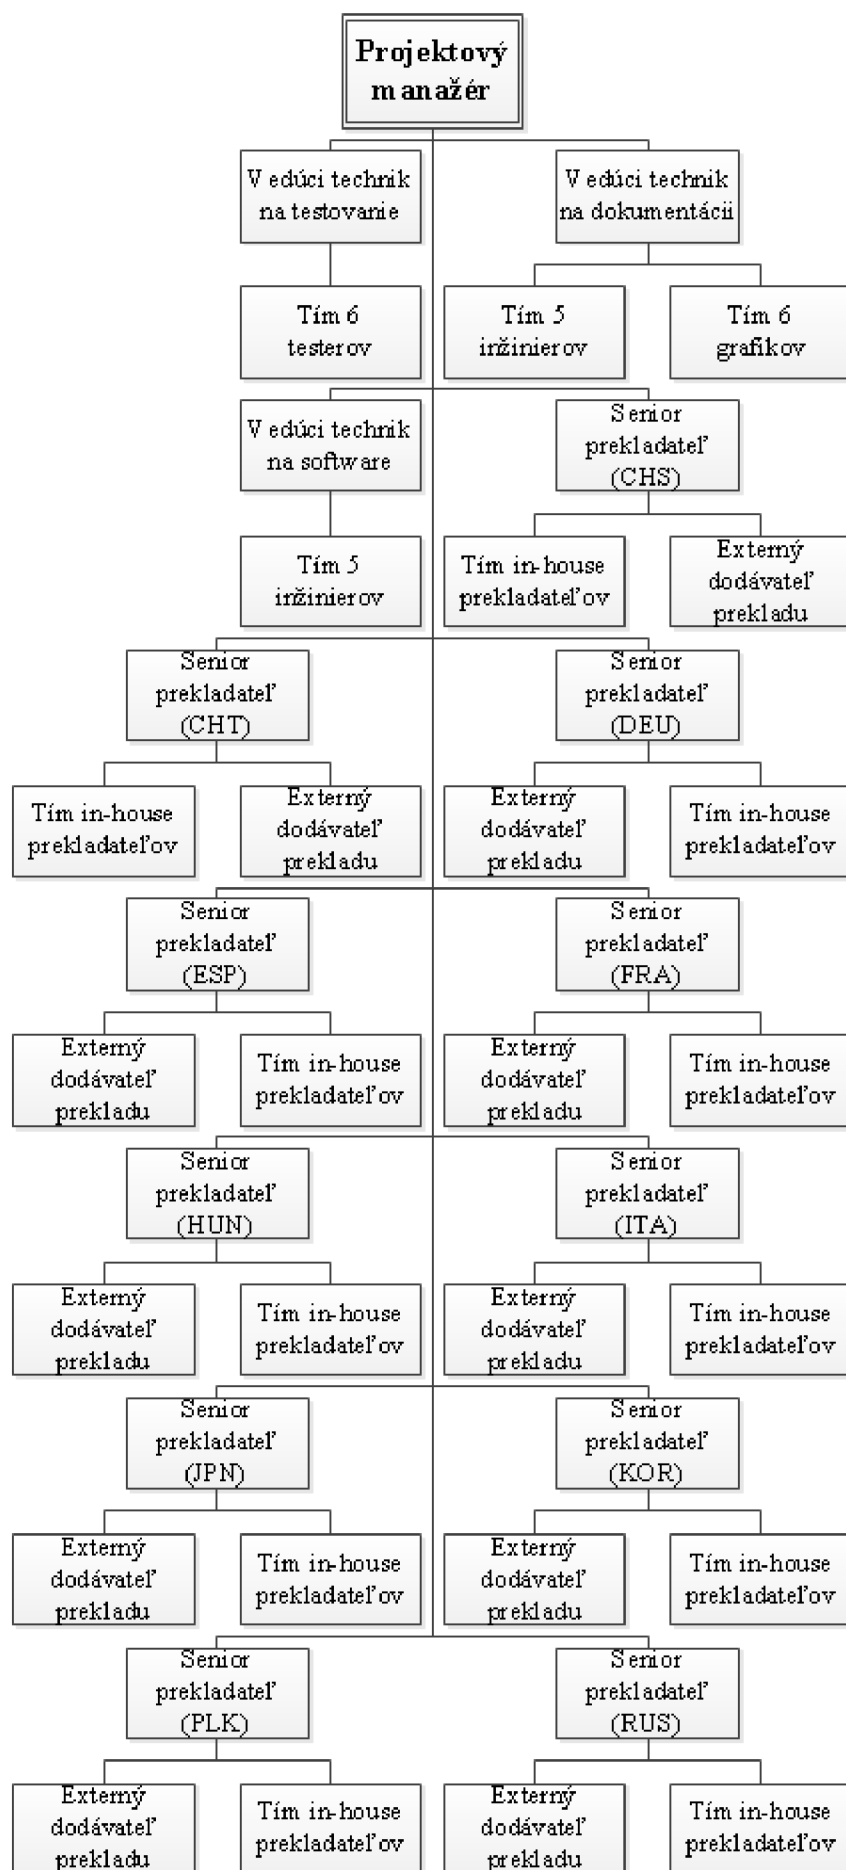 Projektový
manažér
Vedúci technik
na testovanie
Vedúci technik
na dokumentácii
Tím 6
testerov
Tím 5
inžinierov
Tím 6
grafikov
Vedúci technik
na software
Senior
prekladateľ
(CHS)
Tím 5
inžinierov
Tím in-house
prekladateľov
Externý
dodávateľ
prekladu
Senior
prekladateľ
(CHT)
Senior
prekladateľ
(DEU)
Tím in-house
prekladateľov
Externý
dodávateľ
prekladu
Externý
dodávateľ
prekladu
Tím in-house
prekladateľov
Senior
prekladateľ
(ESP)
Senior
prekladateľ
(FRA)
Externý
dodávateľ
prekladu
Tím in-house
prekladateľov
Externý
dodávateľ
prekladu
Tím in-house
prekladateľov
Senior
prekladateľ
(HUN)
Senior
prekladateľ
(ITA)
Externý
dodávateľ
prekladu
Tím in-house
prekladateľov
Externý
dodávateľ
prekladu
Tím in-house
prekladateľov
Senior
prekladateľ
(JPN)
Senior
prekladateľ
(KOR)
Externý
dodávateľ
prekladu
Tím in-house
prekladateľov
Externý
dodávateľ
prekladu
Tím in-house
prekladateľov
Senior
prekladateľ
(PLK)
Senior
prekladateľ
(RUS)
Externý
dodávateľ
prekladu
Tím in-house
prekladateľov
Externý
dodávateľ
prekladu
Tím in-house
prekladateľov